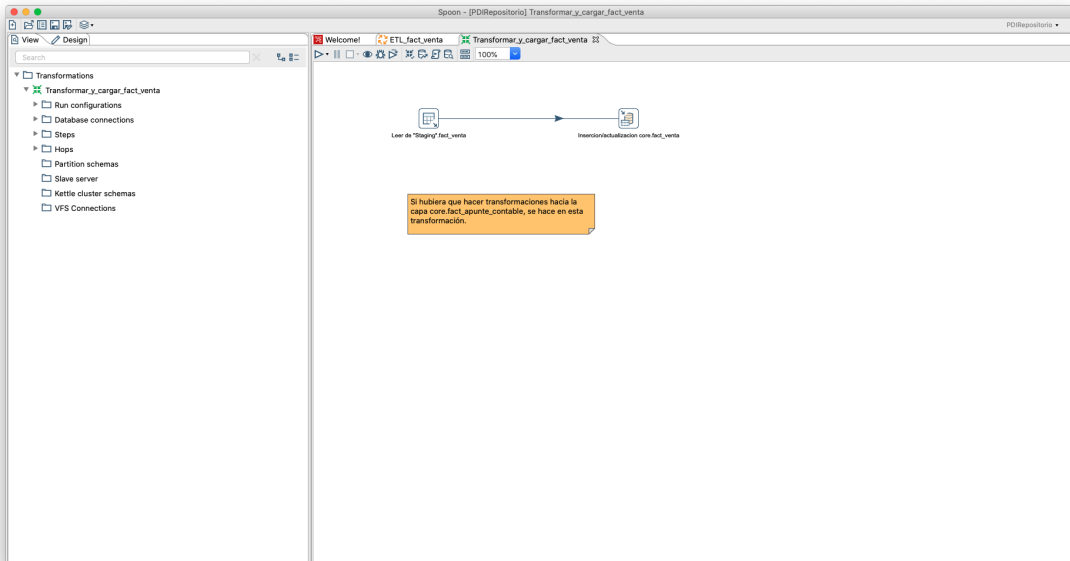 Spoon - [PDIRepositorio] Transformar_y_cargar_fact_venta
PDIRepositorio
View
Design
Welcome!
ETL_fact_venta
Transformar_y_cargar_fact_venta
Search
100%
Transformations
Transformar_y_cargar_fact_venta
Run configurations
Database connections
Steps
Hops
Partition schemas
Slave server
Kettle cluster schemas
VFS Connections
Leer de "Staging".fact_venta
Insercion/actualizacion core.fact_venta
Si hubiera que hacer transformaciones hacia la
capa core.fact_apunte_contable, se hace en esta
transformación.